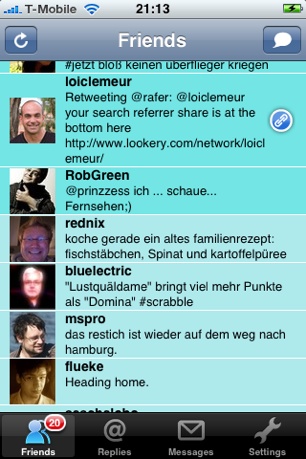 T-Mobile 21:13
Friends
#jetzt bloß keinen überflieger kriegen
loiclemeur
Retweeting @rafer: @loiclemeur
your search referrer share is at the
bottom here
http://www.lookery.com/network/loicl
emeur/
RobGreen
@prinzzess ich ... schaue...
Fernsehen;)
rednix
koche gerade ein altes familienrezept:
fischstäbchen, Spinat und kartoffelpüree
bluelectric
"Lustquäldame" bringt viel mehr Punkte
als "Domina" #scrabble
mspro
das restich ist wieder auf dem weg nach
hamburg.
flueke
Heading home.
20
Friends Replies Messages Settings